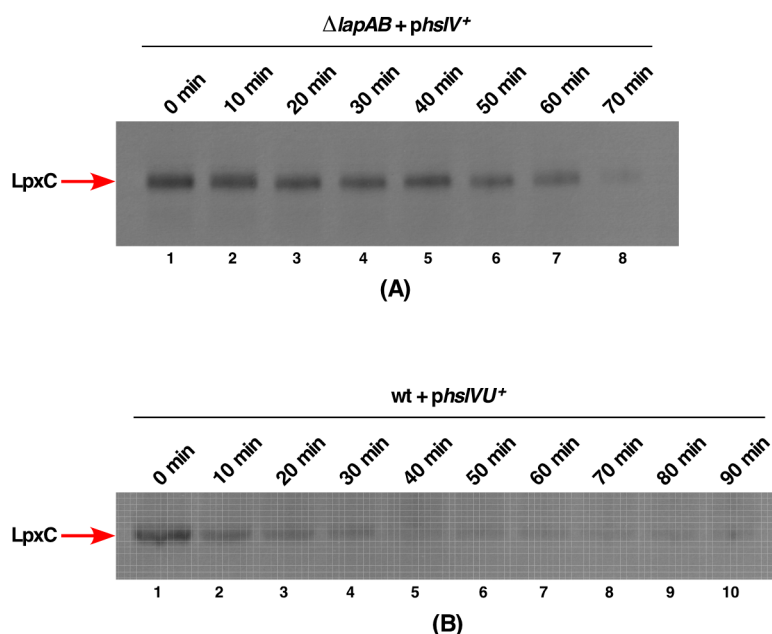 ΔlapAB + phslV+
0 min 10 min 20 min 30 min 40 min 50 min 60 min 70 min
LpxC
1 2 3 4 5 6 7 8
(A)
wt + phslVU+
0 min 10 min 20 min 30 min 40 min 50 min 60 min 70 min 80 min 90 min
LpxC
1 2 3 4 5 6 7 8 9 10
(B)